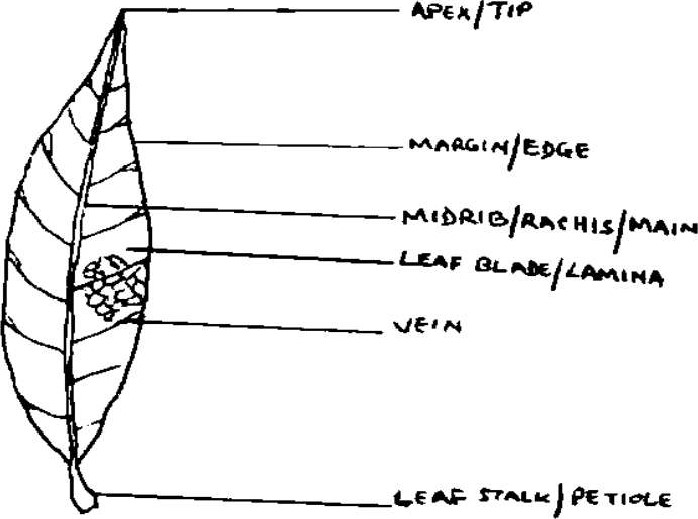 APEX/TIP
MARGIN/EDGE
MIDRIB/RACHIS/MAIN
LEAF BLADE/LAMINA
VEIN
LEAF STALK/PETIOLE